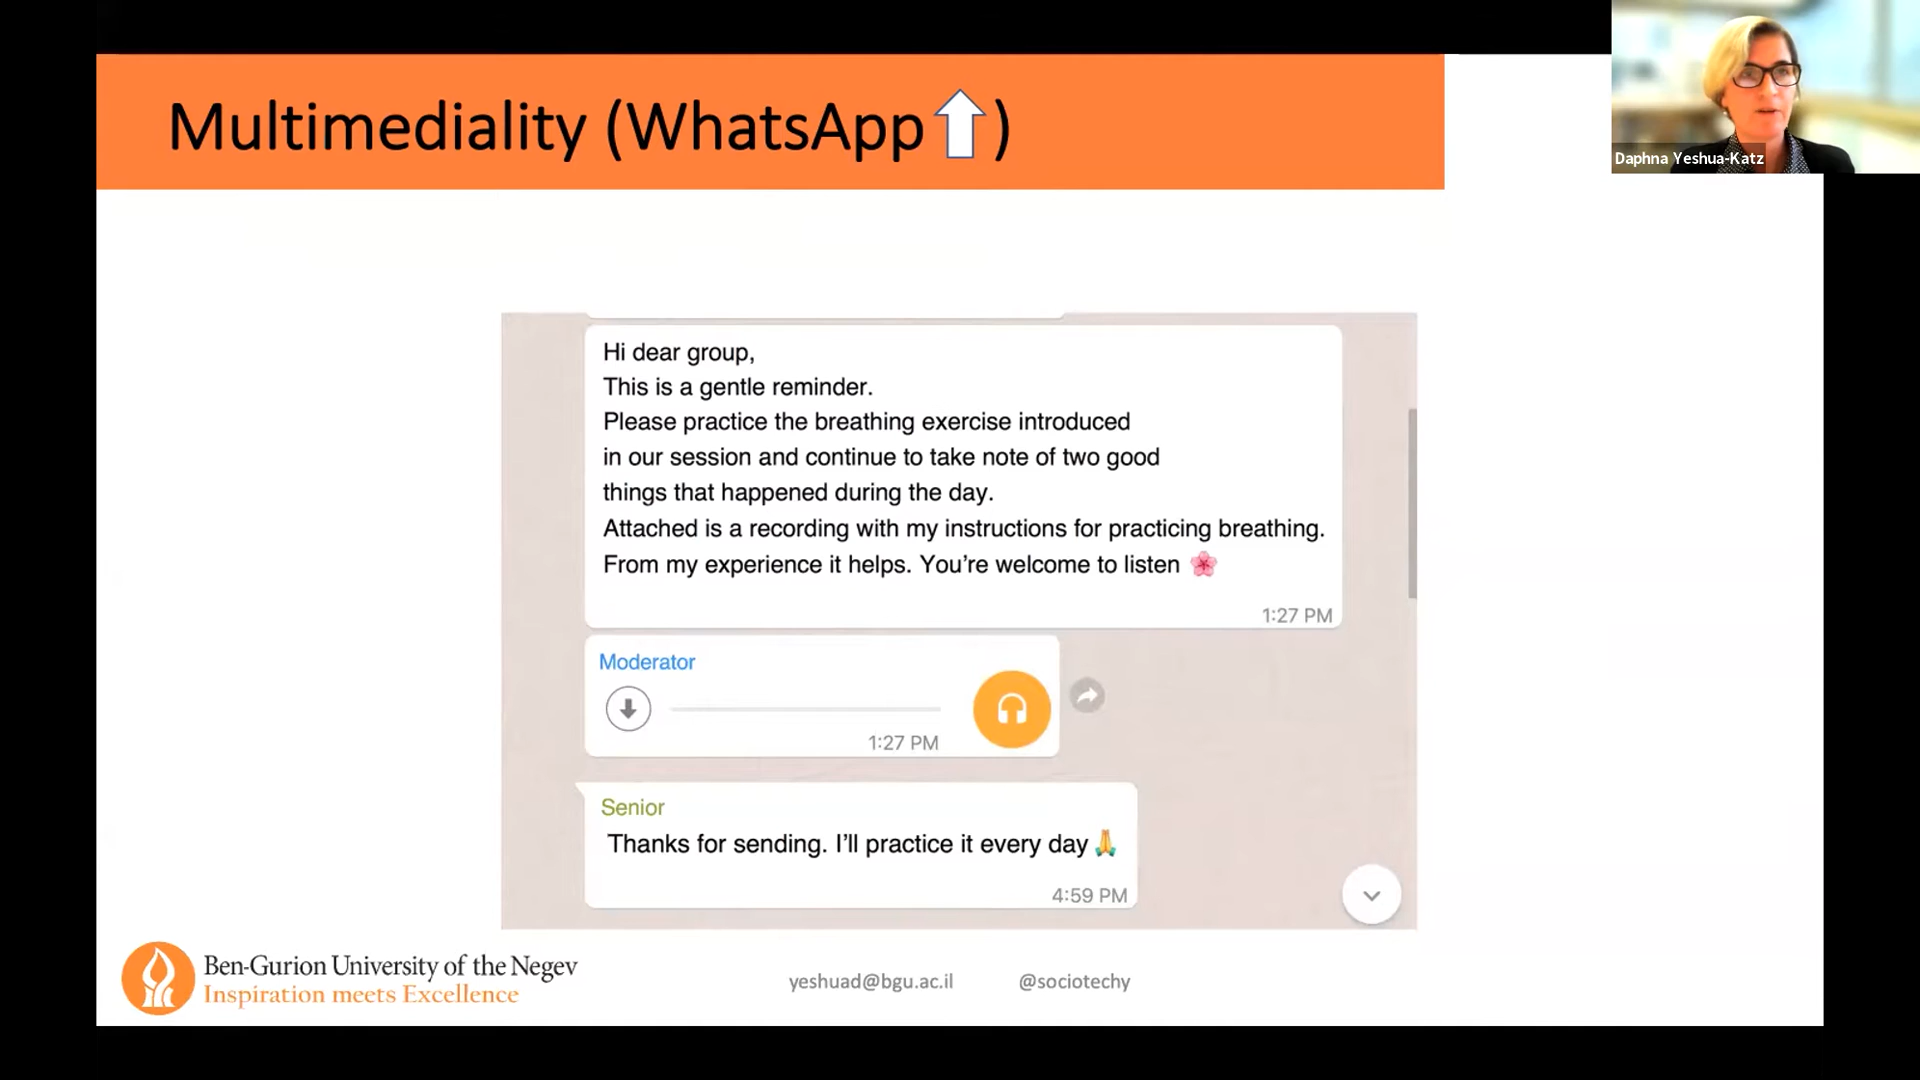 Multimediality (WhatsApp )
Daphna Yeshua-Katz
Hi dear group,
This is a gentle reminder.
Please practice the breathing exercise introduced
in our session and continue to take note of two good
things that happened during the day.
Attached is a recording with my instructions for practicing breathing.
From my experience it helps. You’re welcome to listen 🌸
1:27 PM
Moderator
1:27 PM
Senior
Thanks for sending. I’ll practice it every day 🙏
4:59 PM
Ben-Gurion University of the Negev
Inspiration meets Excellence
yeshuad@bgu.ac.il
@sociotechy